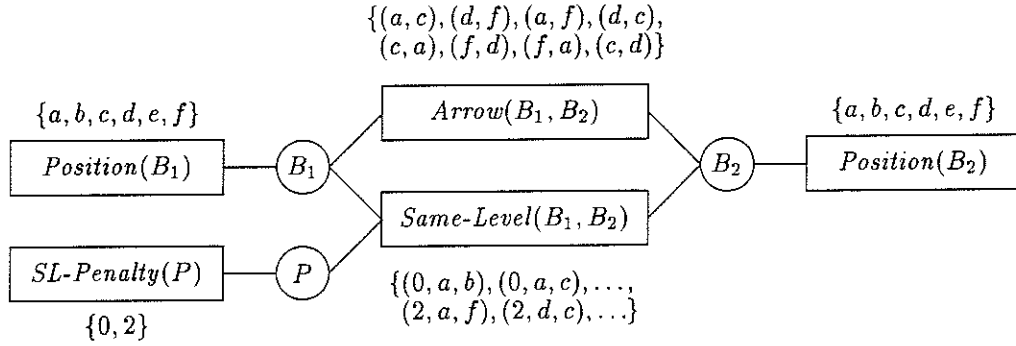 {(a, c), (d, f), (a, f), (d, c),
(c, a), (f, d), (f, a), (c, d)}
{a, b, c, d, e, f}
Arrow(B₁, B₂)
{a, b, c, d, e, f}
Position(B₁)
B₁
B₂
Position(B₂)
Same-Level(B₁, B₂)
SL-Penalty(P)
P
{(0, a, b), (0, a, c), ...,
(2, a, f), (2, d, c), ...}
{0, 2}